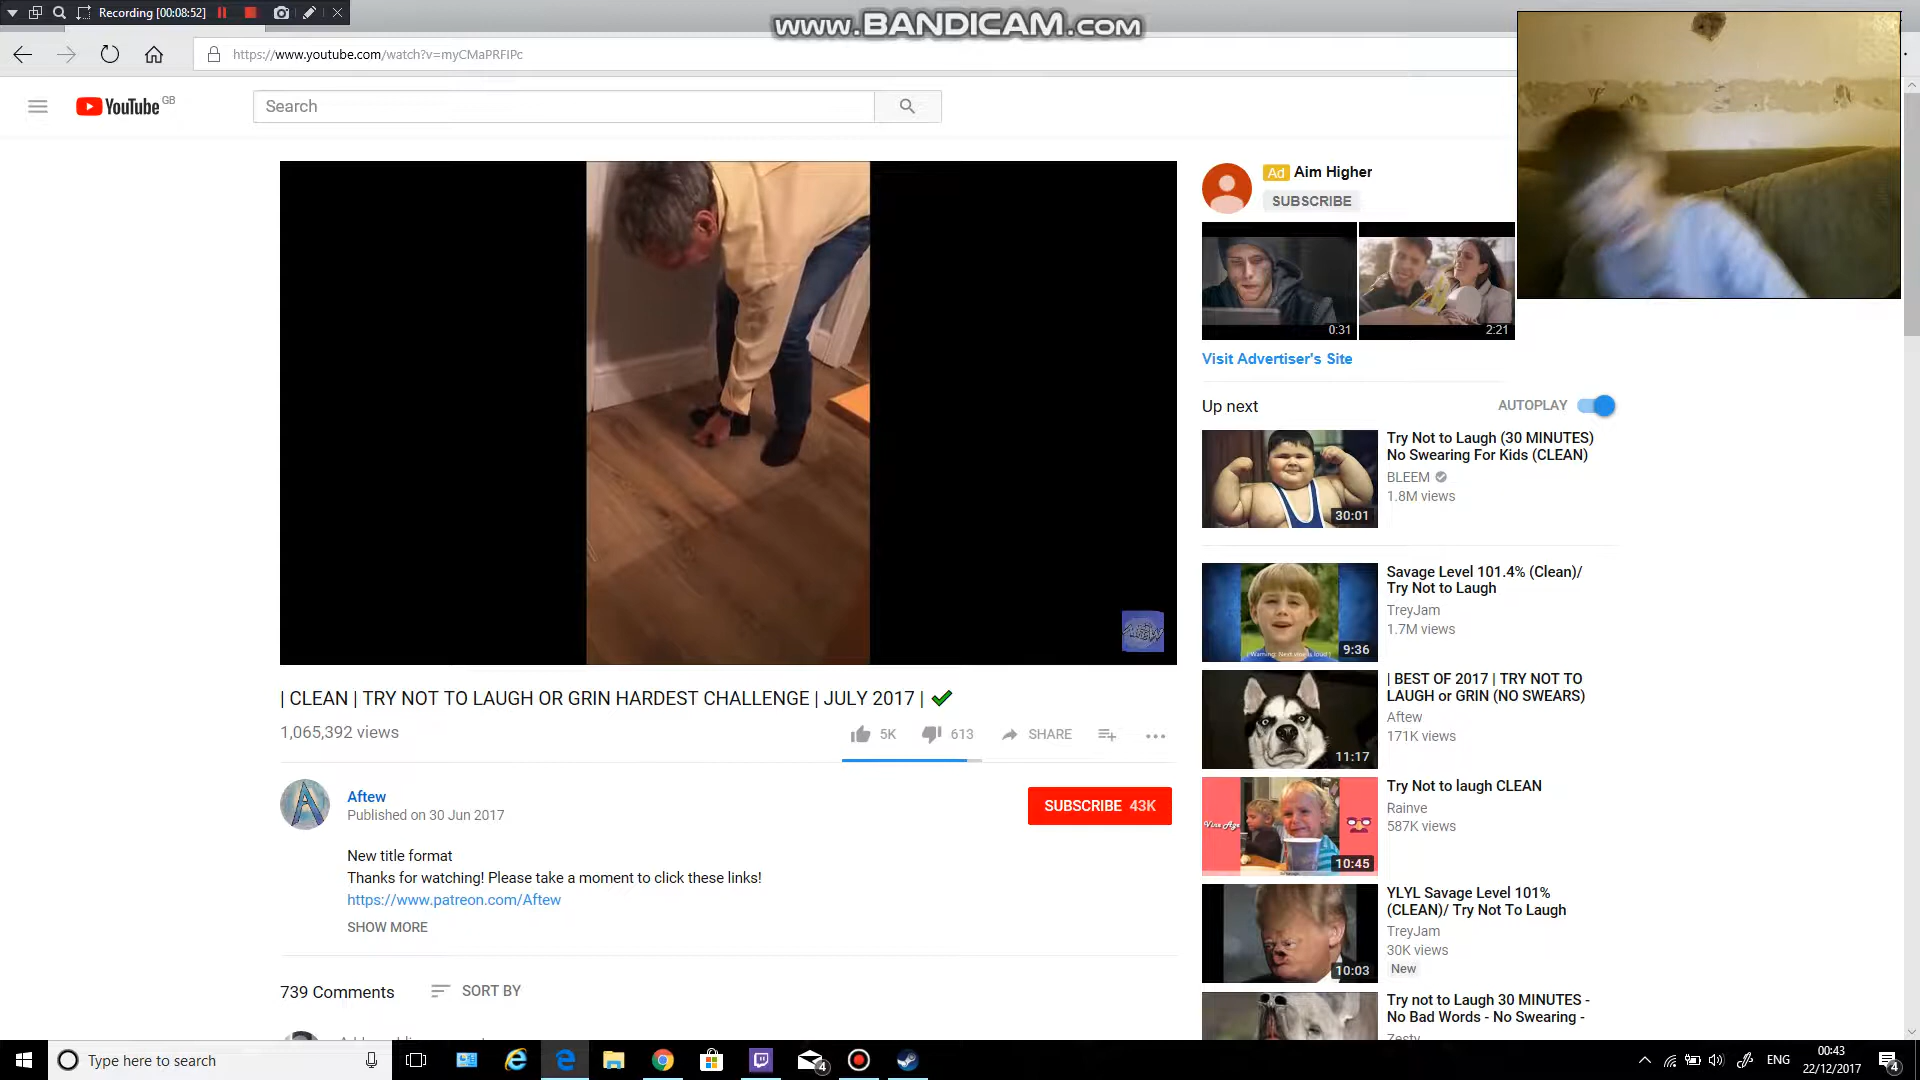 Recording [00:08:52]
www.BANDICAM.com
https://www.youtube.com/watch?v=myCMaPRFIPc
YouTube GB
Search
Ad Aim Higher
SUBSCRIBE
0:31
2:21
Visit Advertiser's Site
Up next
AUTOPLAY
Try Not to Laugh (30 MINUTES)
No Swearing For Kids (CLEAN)
BLEEM
1.8M views
30:01
Savage Level 101.4% (Clean)/
Try Not to Laugh
TreyJam
1.7M views
9:36
| BEST OF 2017 | TRY NOT TO
LAUGH or GRIN (NO SWEARS)
Aftew
171K views
11:17
Try Not to laugh CLEAN
Rainve
587K views
10:45
YLYL Savage Level 101%
(CLEAN)/ Try Not To Laugh
TreyJam
30K views
New
10:03
Try not to Laugh 30 MINUTES -
No Bad Words - No Swearing -
| CLEAN | TRY NOT TO LAUGH OR GRIN HARDEST CHALLENGE | JULY 2017 | ✔
1,065,392 views
5K
613
SHARE
Aftew
Published on 30 Jun 2017
SUBSCRIBE 43K
New title format
Thanks for watching! Please take a moment to click these links!
https://www.patreon.com/Aftew
SHOW MORE
739 Comments
SORT BY
Type here to search
4
ENG
00:43
22/12/2017
4